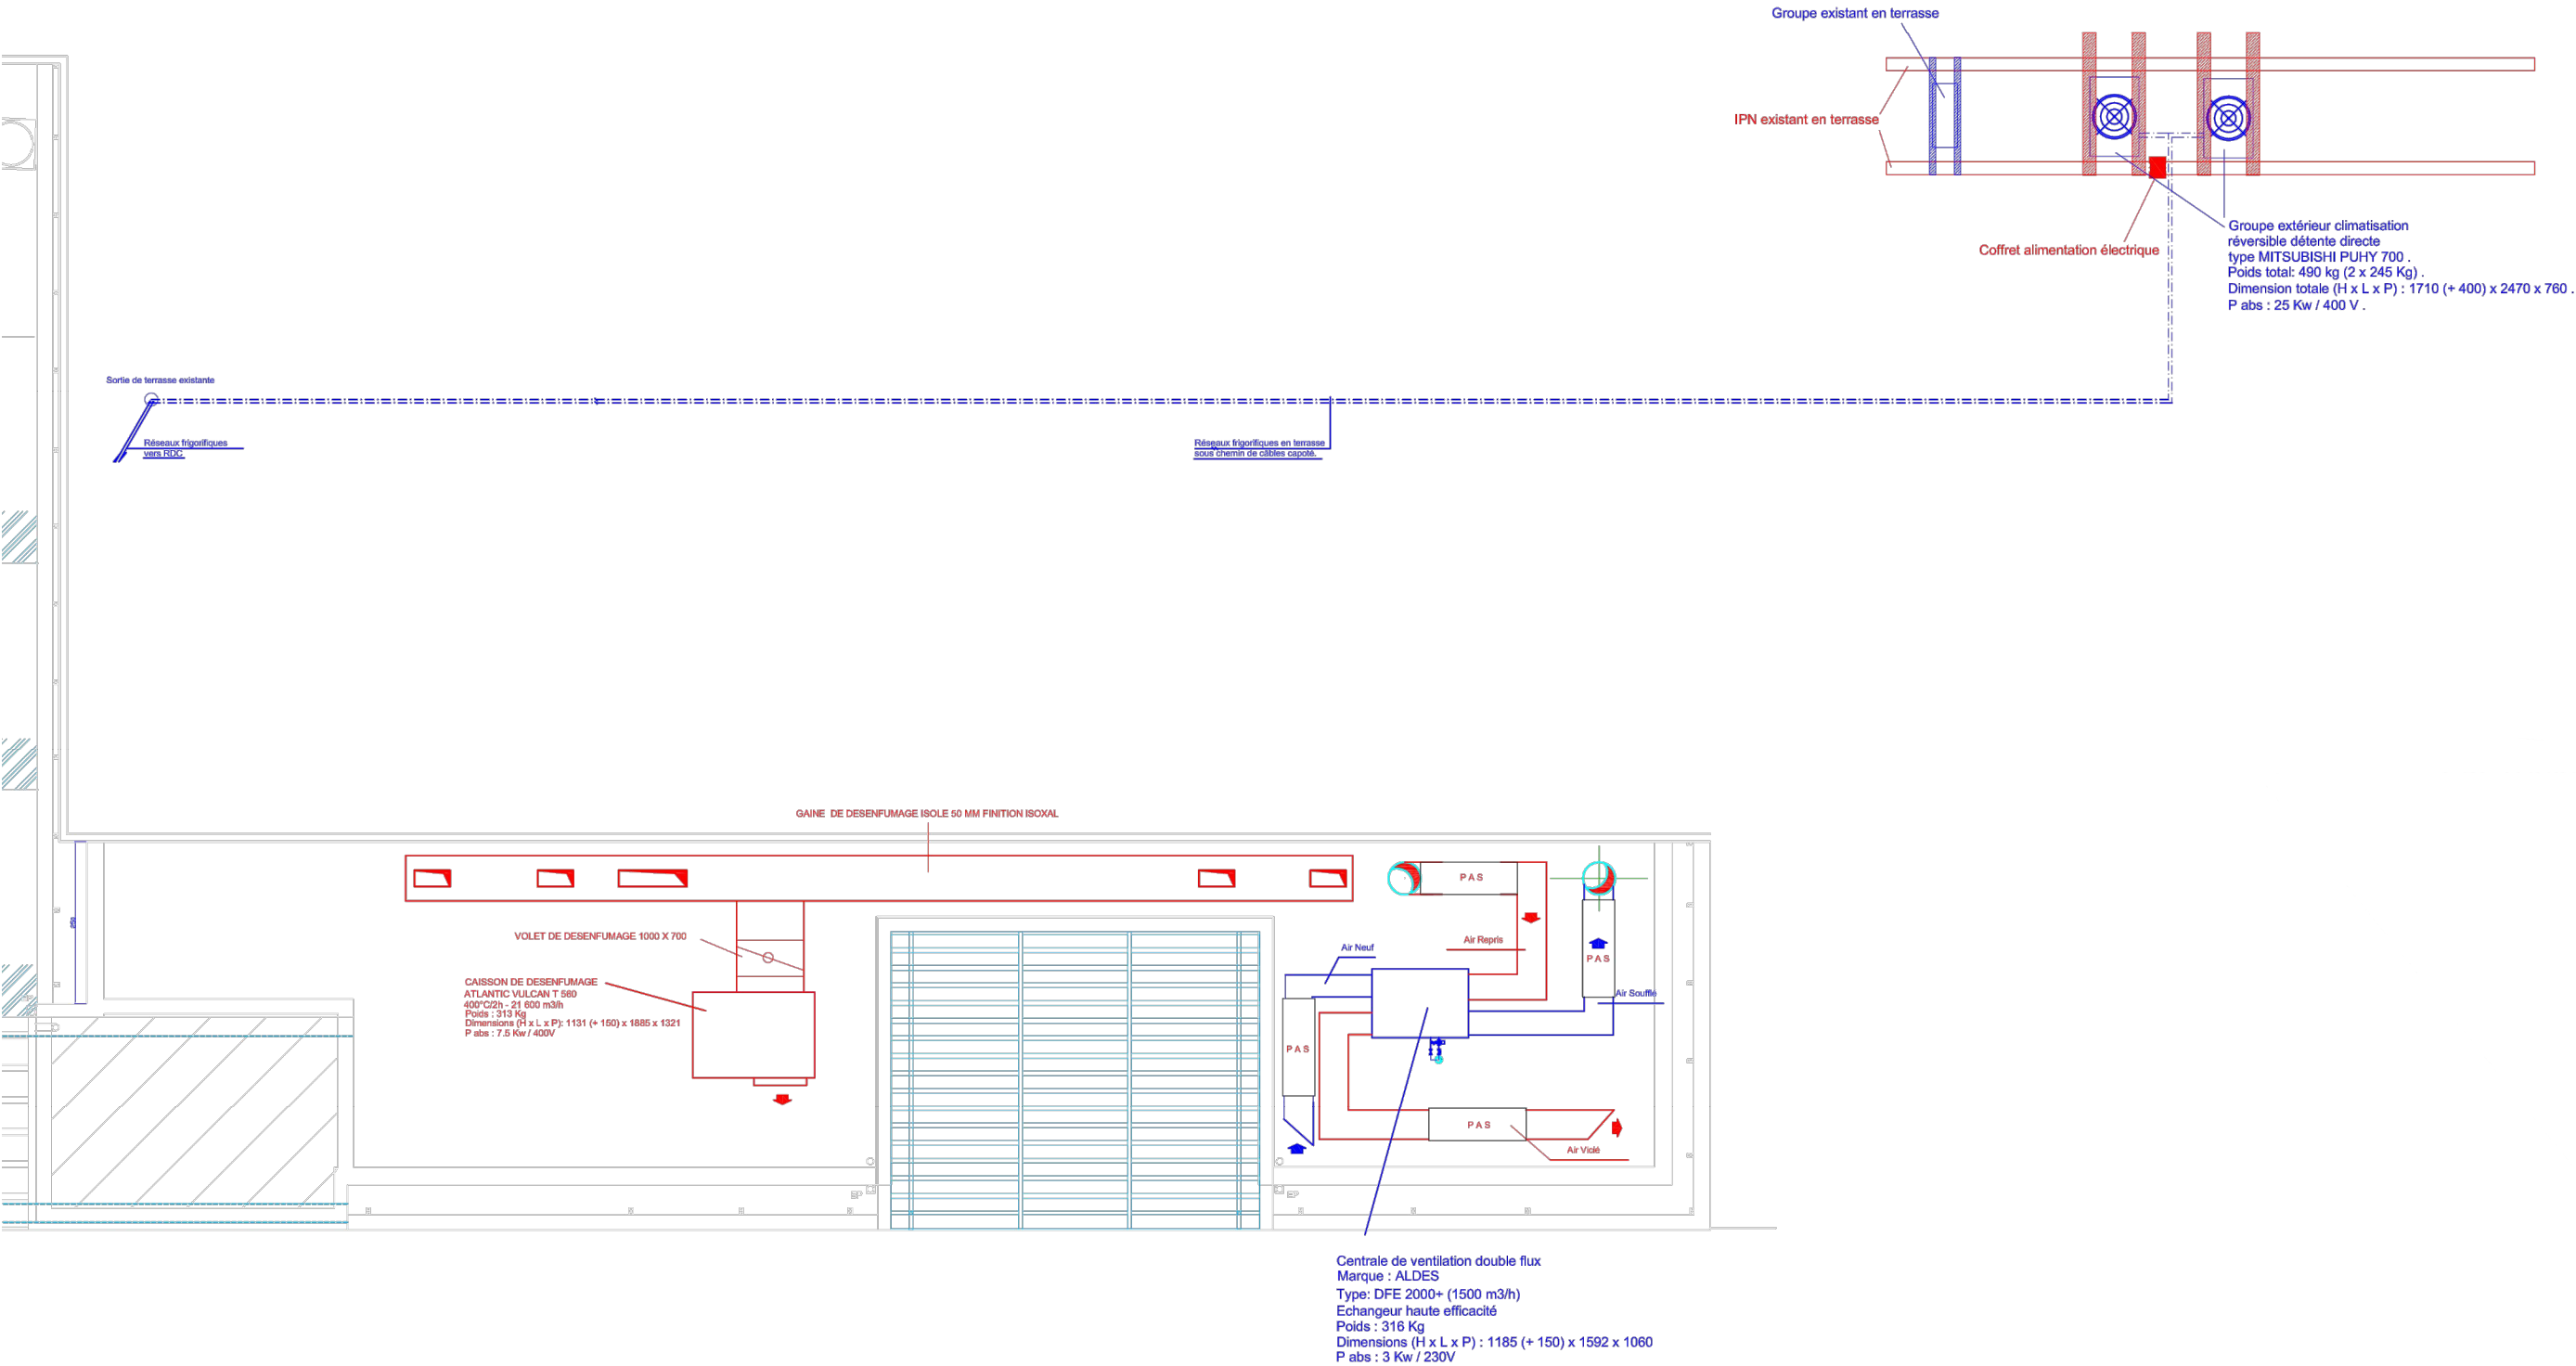 Groupe existant en terrasse
IPN existant en terrasse
Coffret alimentation électrique
Groupe extérieur climatisation
réversible détente directe
type MITSUBISHI PUHY 700 .
Poids total: 490 kg (2 x 245 Kg) .
Dimension totale (H x L x P) : 1710 (+ 400) x 2470 x 760 .
P abs : 25 Kw / 400 V .
Sortie de terrasse existante
Réseaux frigorifiques
vers RDC
Réseaux frigorifiques en terrasse
sous chemin de câbles capoté.
GAINE DE DESENFUMAGE ISOLE 50 MM FINITION ISOXAL
VOLET DE DESENFUMAGE 1000 X 700
CAISSON DE DESENFUMAGE
ATLANTIC VULCAN T 560
400°C/2h - 21 600 m3/h
Poids : 313 Kg
Dimensions (H x L x P): 1131 (+ 150) x 1885 x 1321
P abs : 7.5 Kw / 400V
P A S
Air Neuf
Air Repris
P A S
Air Soufflé
P A S
P A S
Air Vicié
EP
EP
Centrale de ventilation double flux
Marque : ALDES
Type: DFE 2000+ (1500 m3/h)
Echangeur haute efficacité
Poids : 316 Kg
Dimensions (H x L x P) : 1185 (+ 150) x 1592 x 1060
P abs : 3 Kw / 230V